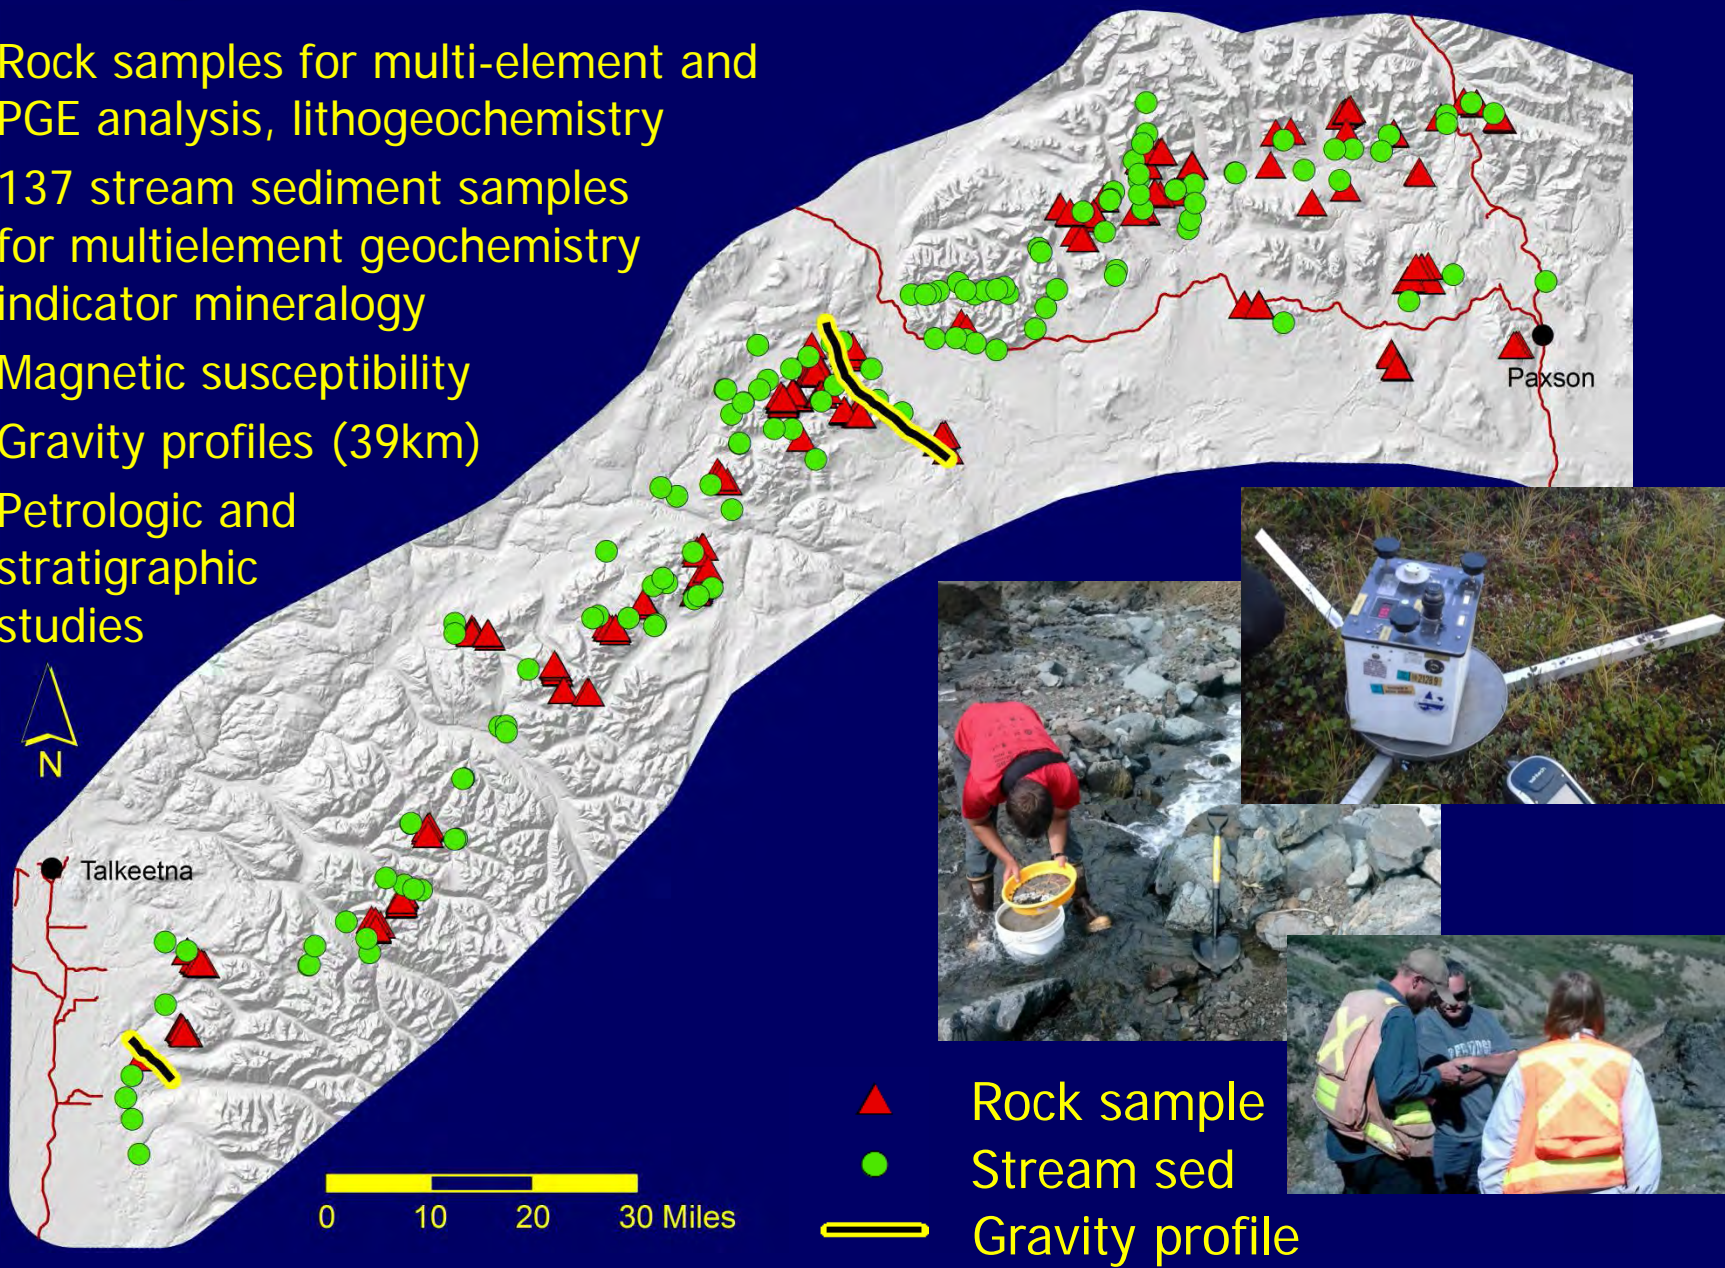 Rock samples for multi-element and
PGE analysis, lithogeochemistry
137 stream sediment samples
for multielement geochemistry
indicator mineralogy
Magnetic susceptibility
Gravity profiles (39km)
Petrologic and
stratigraphic
studies
N
Paxson
Talkeetna
0 10 20 30 Miles
Rock sample
Stream sed
Gravity profile